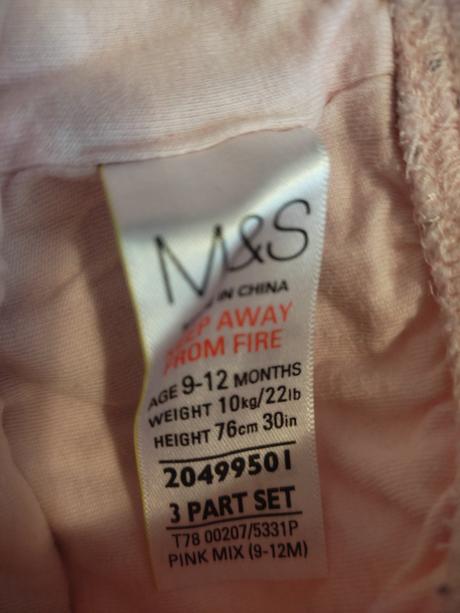 M&S
IN CHINA
AWAY
FROM FIRE
AGE 9-12 MONTHS
WEIGHT 10kg/22lb
HEIGHT 76cm 30in
20499501
3 PART SET
T78 00207/5331P
PINK MIX (9-12M)